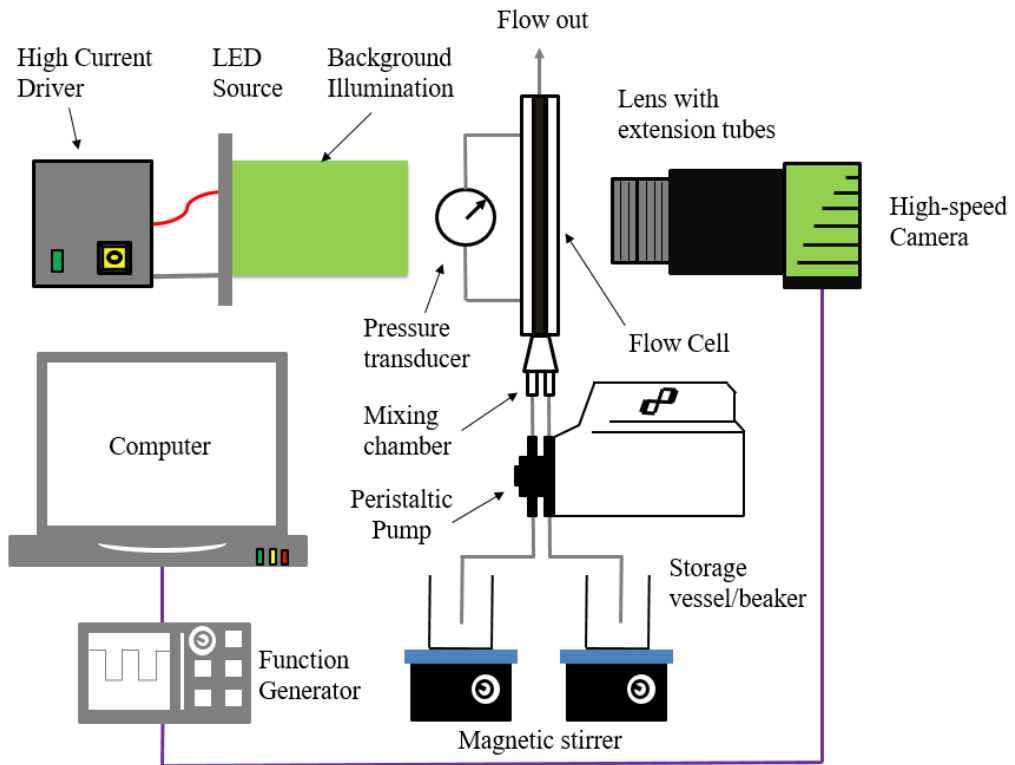 Flow out
High Current
Driver
LED
Source
Background
Illumination
Lens with
extension tubes
High-speed
Camera
Pressure
transducer
Flow Cell
Mixing
chamber
Computer
Peristaltic
Pump
Storage
vessel/beaker
Function
Generator
Magnetic stirrer